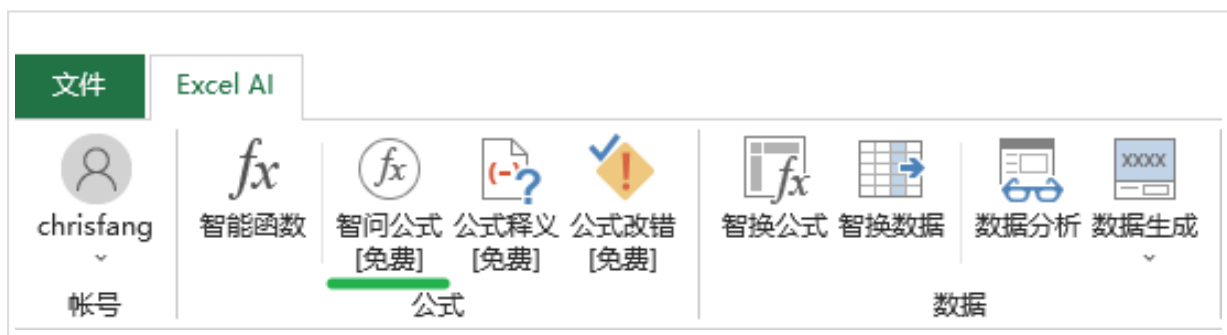 文件 Excel AI
chrisfang 智能函数 智问公式 公式释义 公式改错 智换公式 智换数据 数据分析 数据生成
[免费] [免费] [免费]
帐号 公式 数据